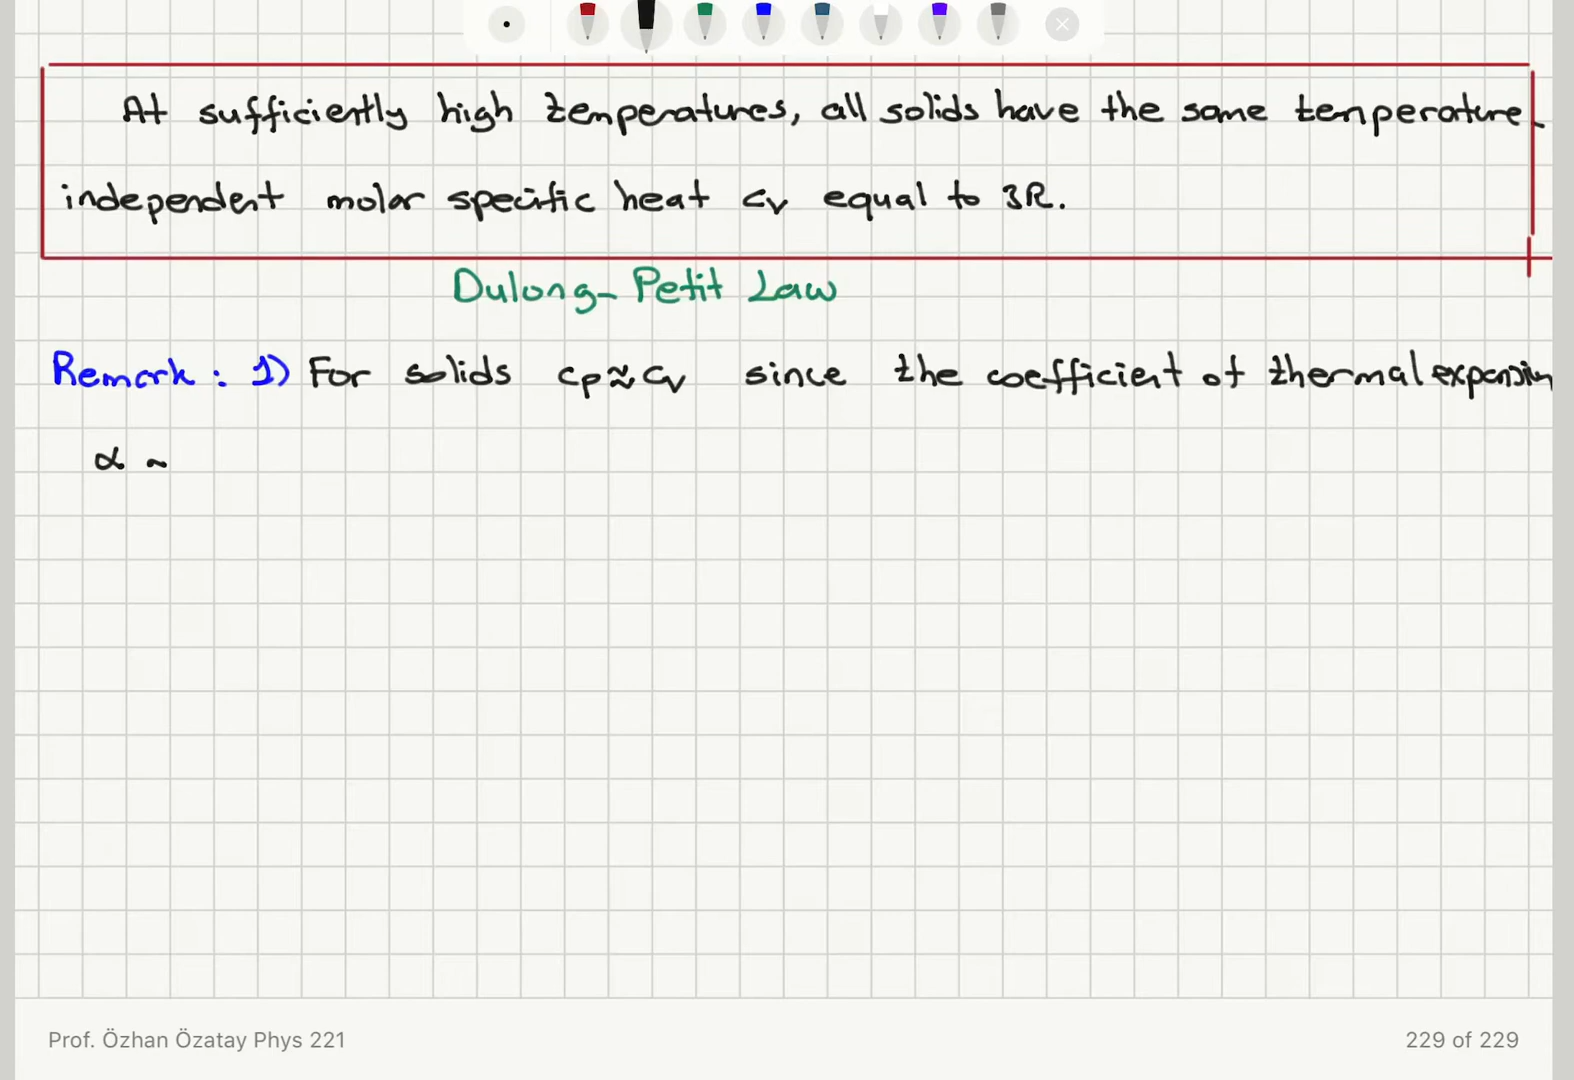 At sufficiently high temperatures, all solids have the same temperature-
independent molar specific heat cv equal to 3R.
Dulong-Petit Law
Remark: 1) For solids cp≈cv since the coefficient of thermal expansion
α ~
Prof. Özhan Özatay Phys 221
229 of 229